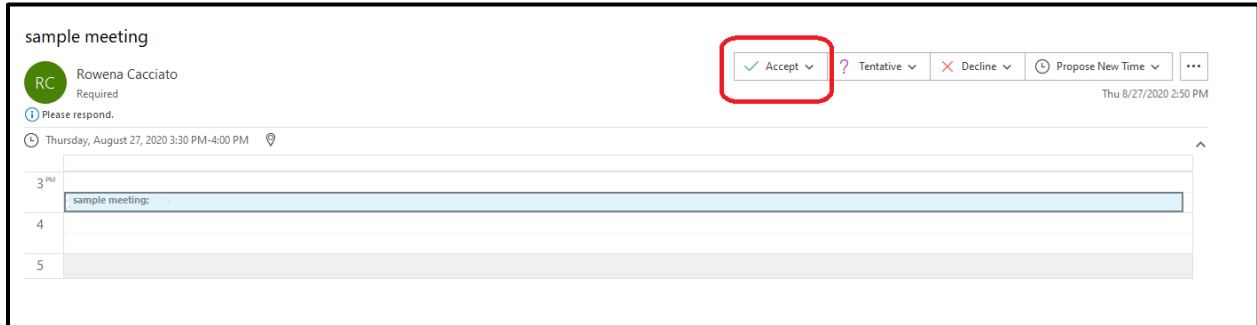 sample meeting
RC
Rowena Cacciato
Required
Accept
Tentative
Decline
Propose New Time
...
Thu 8/27/2020 2:50 PM
Please respond.
Thursday, August 27, 2020 3:30 PM-4:00 PM
3 PM
sample meeting;
4
5